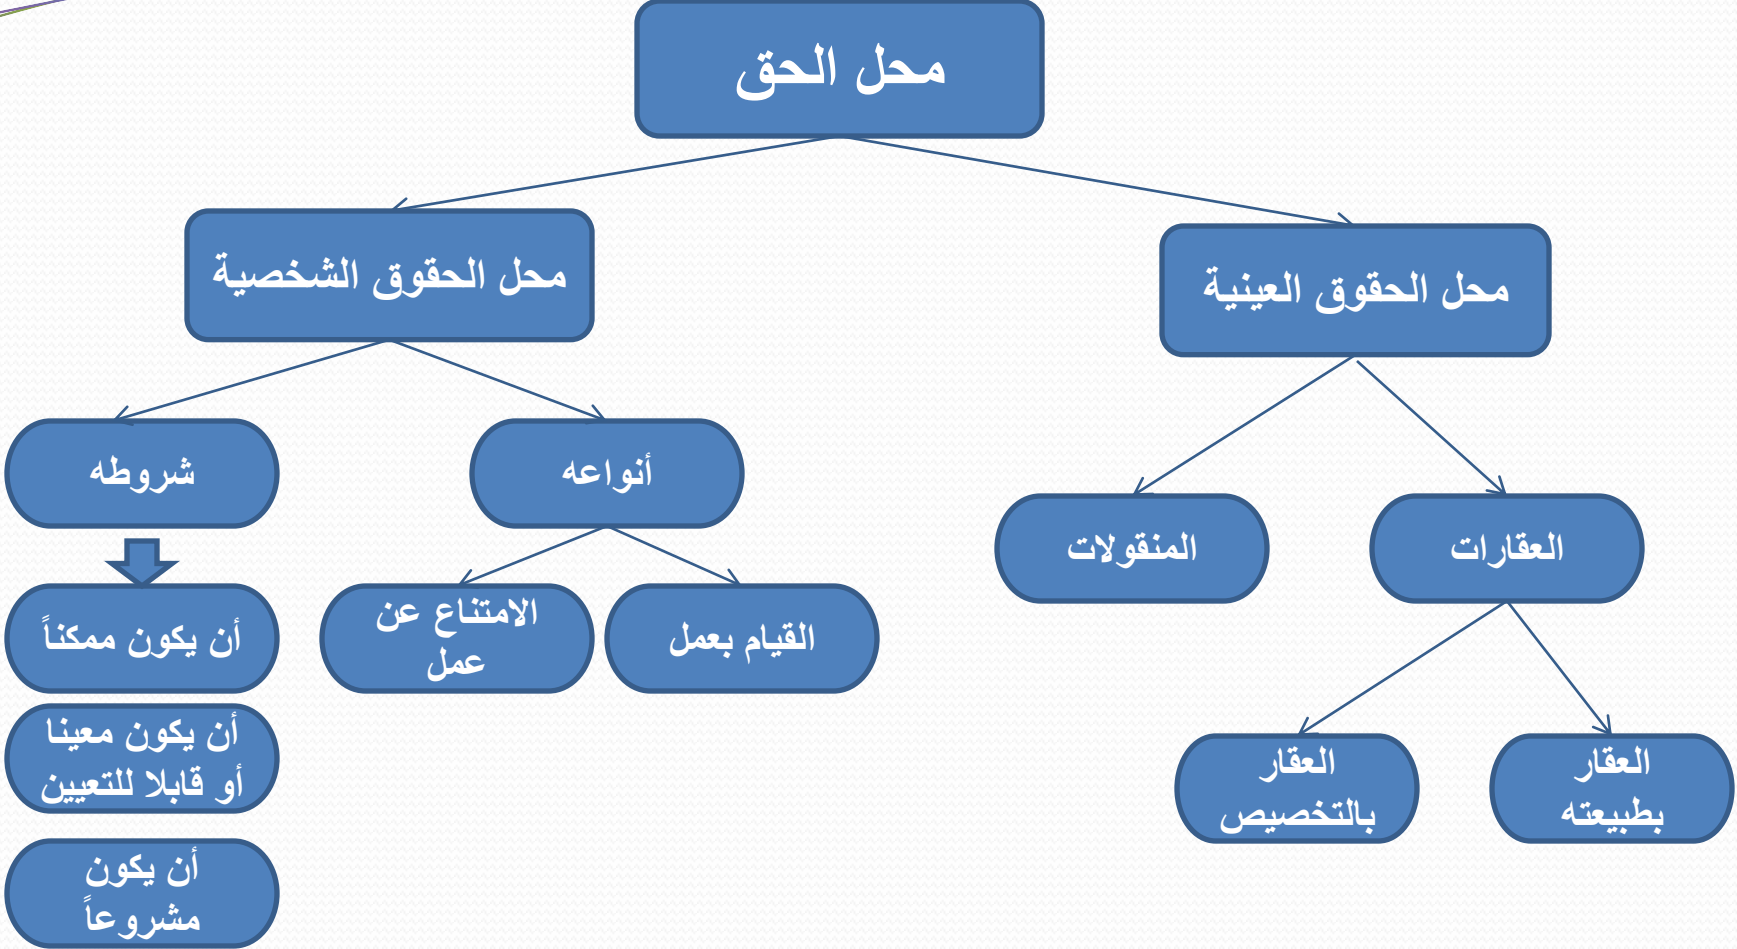 محل الحق
محل الحقوق العينية
محل الحقوق الشخصية
العقارات
المنقولات
العقار
بطبيعته
العقار
بالتخصيص
أنواعه
شروطه
القيام بعمل
الامتناع عن
عمل
أن يكون ممكناً
أن يكون معينا
أو قابلا للتعيين
أن يكون
مشروعاً